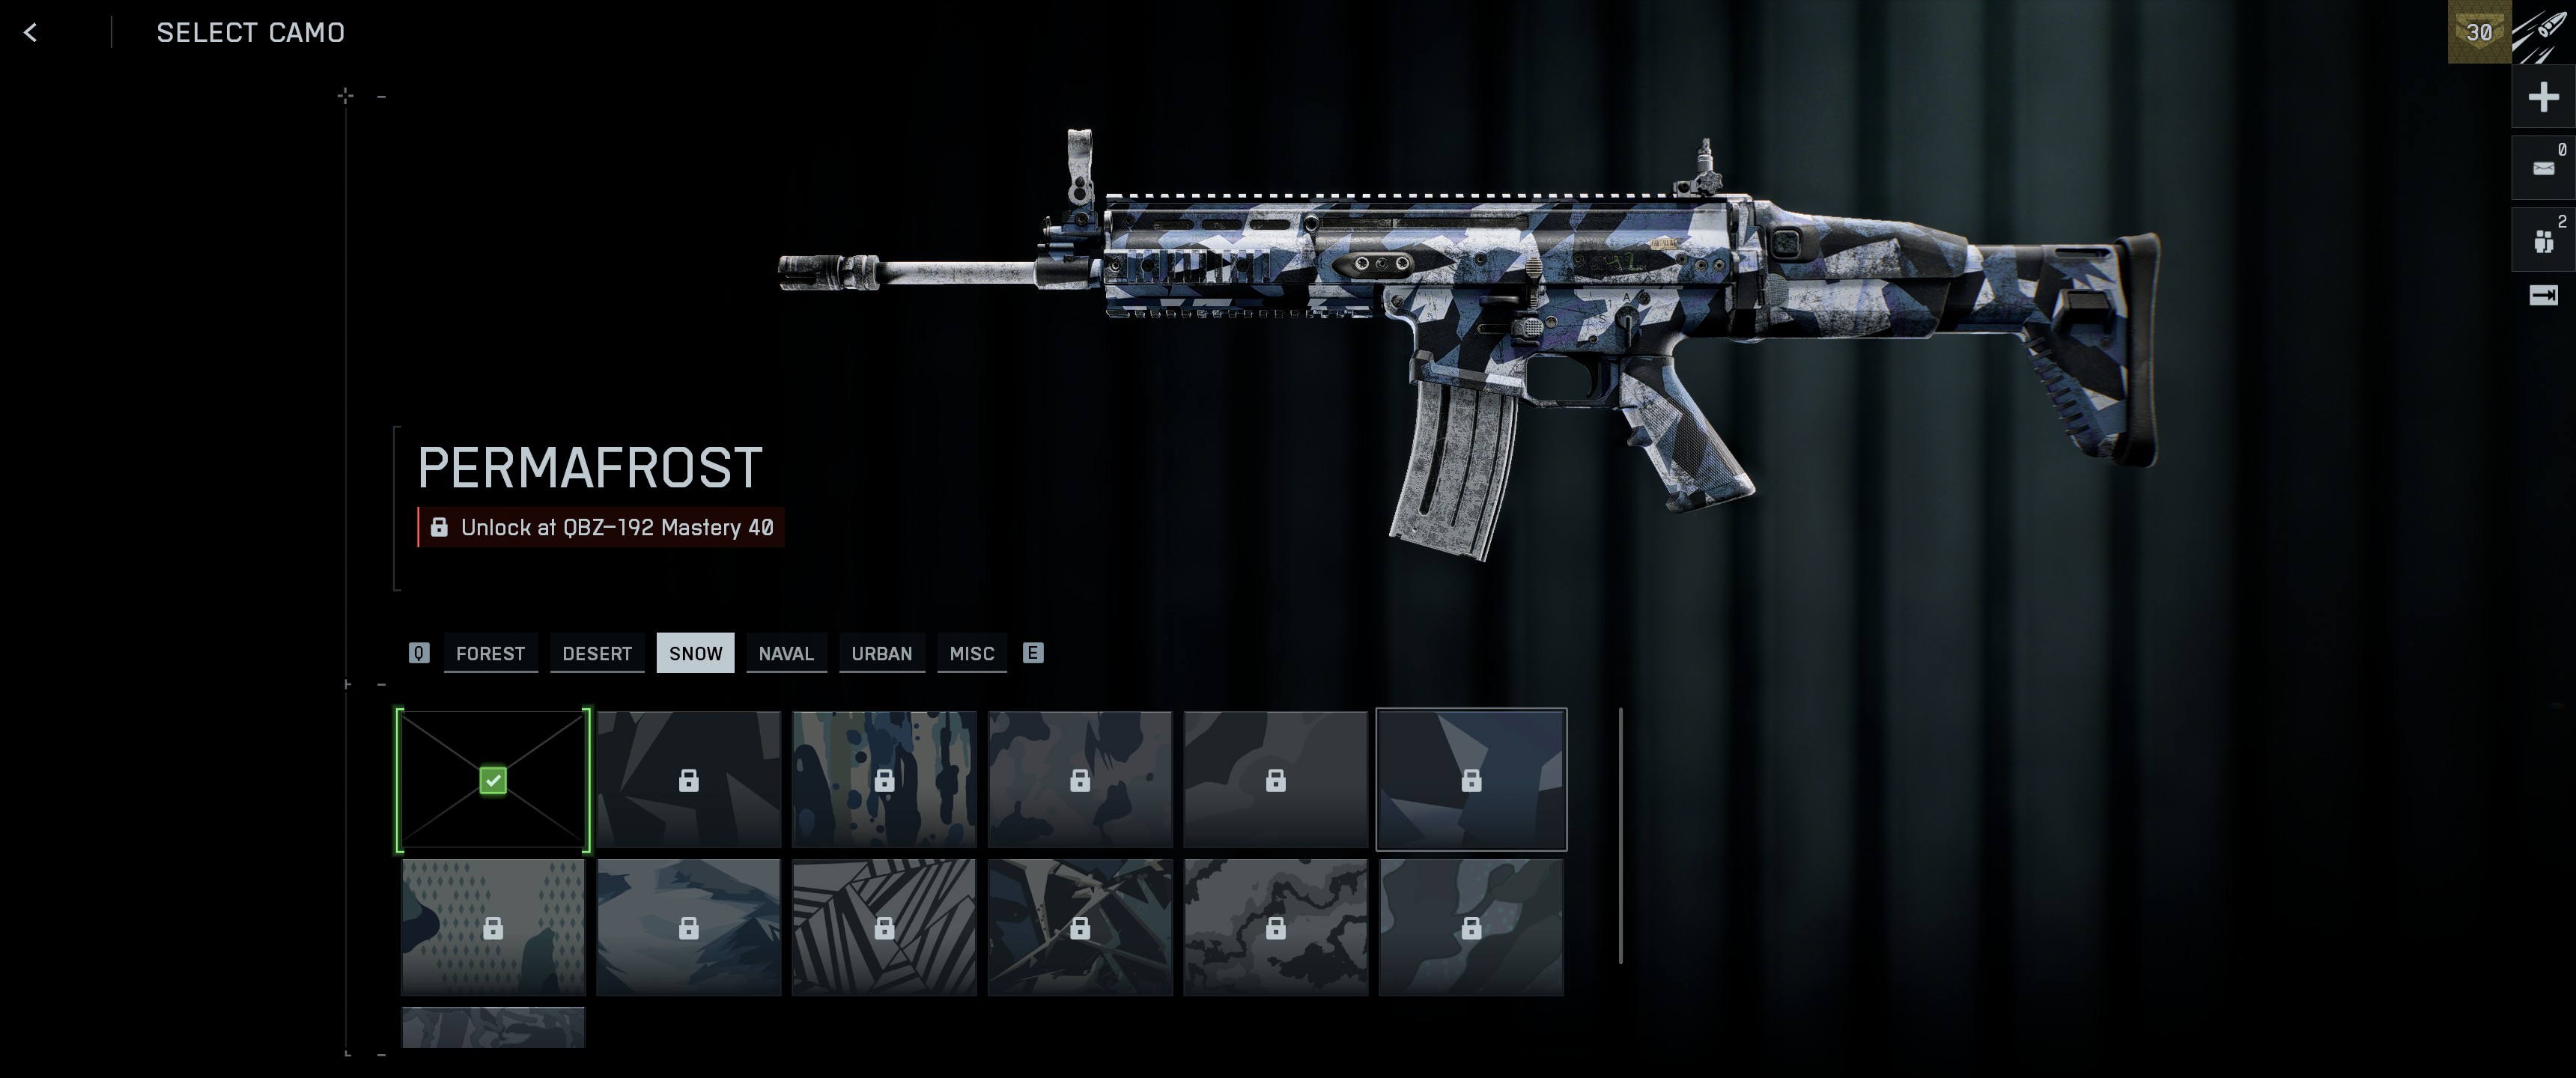 SELECT CAMO
30
0
2
PERMAFROST
Unlock at QBZ-192 Mastery 40
Q FOREST DESERT SNOW NAVAL URBAN MISC E